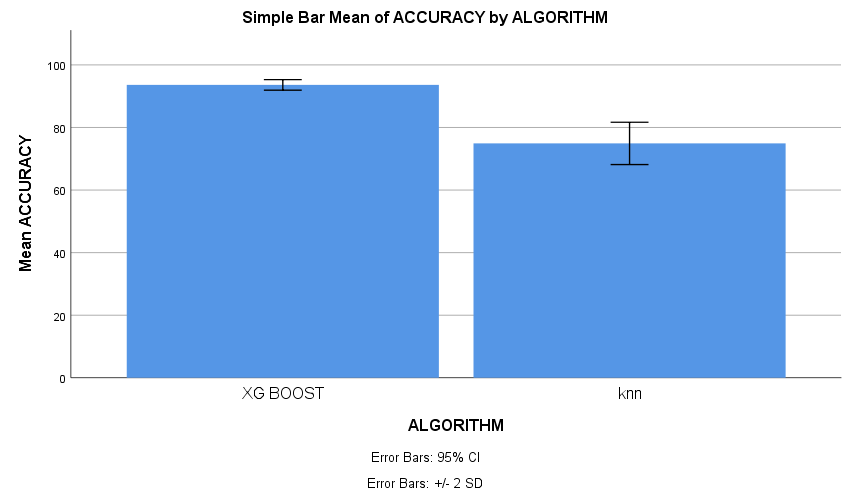 Simple Bar Mean of ACCURACY by ALGORITHM
Mean ACCURACY
100
80
60
40
20
0
XG BOOST knn
ALGORITHM
Error Bars: 95% CI
Error Bars: +/- 2 SD